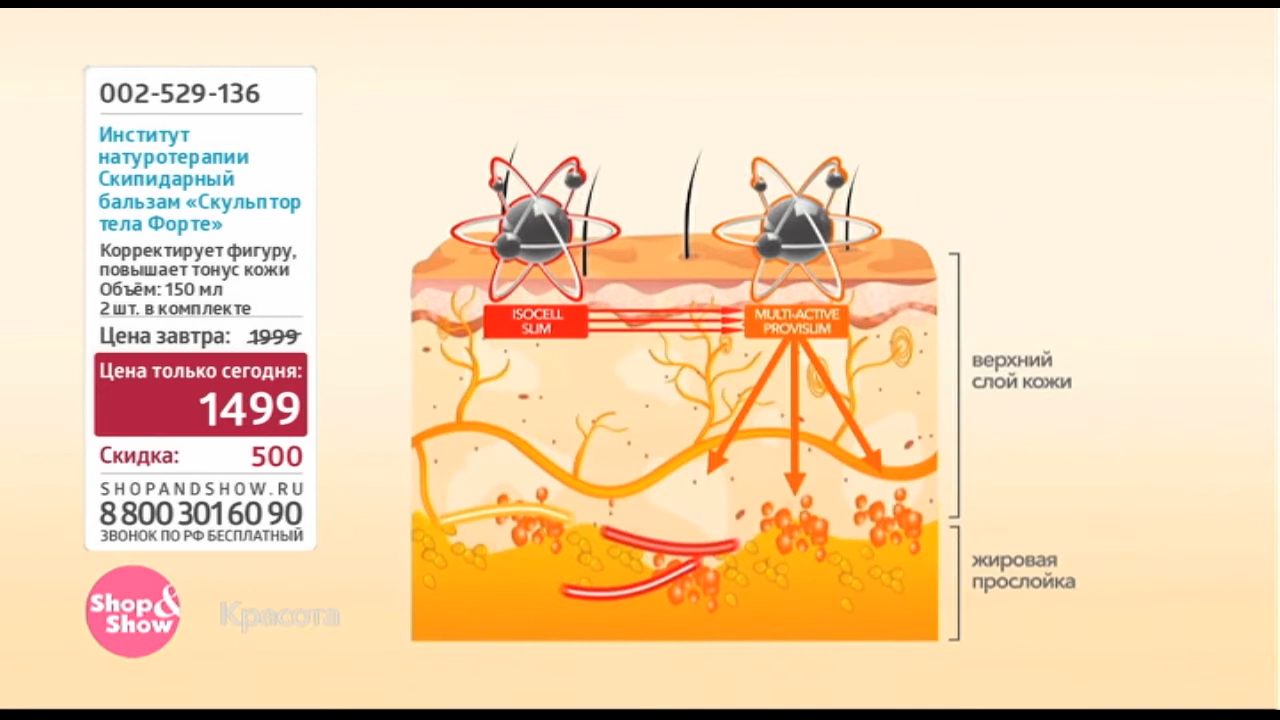 002-529-136
Институт
натуротерапии
Скипидарный
бальзам «Скульптор
тела Форте»
Корректирует фигуру,
повышает тонус кожи
Объём: 150 мл
2 шт. в комплекте
Цена завтра: 1999
Цена только сегодня:
1499
Скидка: 500
SHOPANDSHOW.RU
8 800 301 60 90
ЗВОНОК ПО РФ БЕСПЛАТНЫЙ
Shop&
Show
Красота
ISOCELL
SLIM
MULTI-ACTIVE
PROVISLIM
верхний
слой кожи
жировая
прослойка